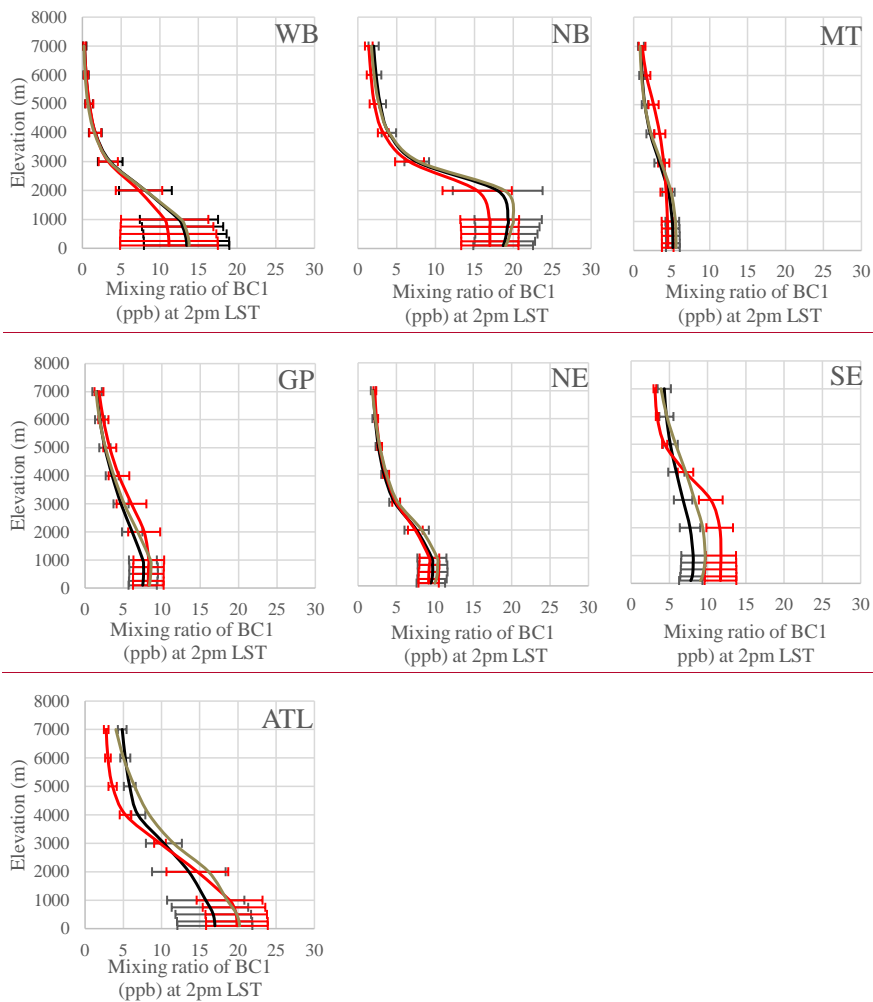 WB
8000
7000
6000
5000
4000
3000
2000
1000
0
Elevation (m)
0 5 10 15 20 25 30
Mixing ratio of BC1
(ppb) at 2pm LST
NB
0 5 10 15 20 25 30
Mixing ratio of BC1
(ppb) at 2pm LST
MT
0 5 10 15 20 25 30
Mixing ratio of BC1
(ppb) at 2pm LST
GP
8000
7000
6000
5000
4000
3000
2000
1000
0
Elevation (m)
0 5 10 15 20 25 30
Mixing ratio of BC1
(ppb) at 2pm LST
NE
0 5 10 15 20 25 30
Mixing ratio of BC1
(ppb) at 2pm LST
SE
0 5 10 15 20 25 30
Mixing ratio of BC1
ppb) at 2pm LST
ATL
8000
7000
6000
5000
4000
3000
2000
1000
0
Elevation (m)
0 5 10 15 20 25 30
Mixing ratio of BC1
(ppb) at 2pm LST